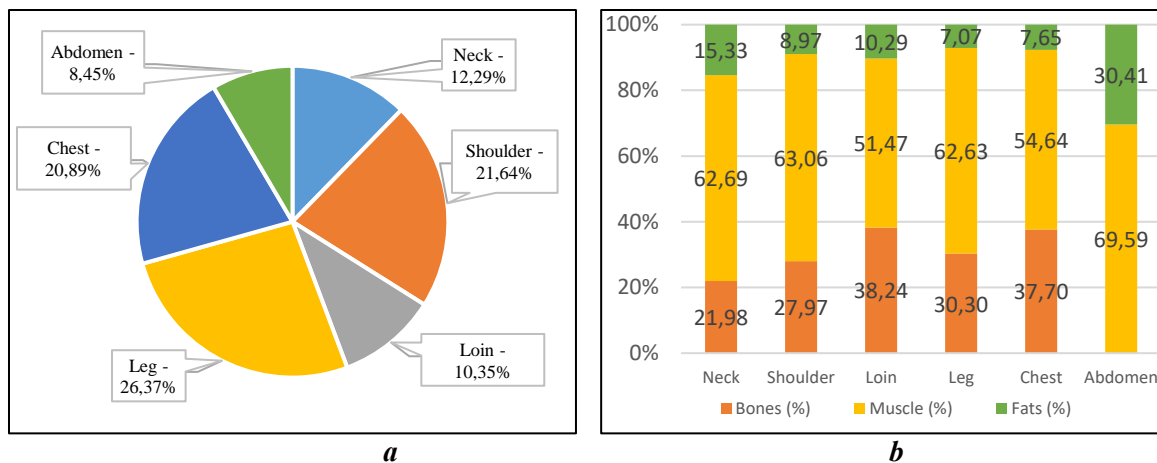 Abdomen -
8,45%
Neck -
12,29%
Chest -
20,89%
Shoulder -
21,64%
Leg -
26,37%
Loin -
10,35%
a
100%
80%
60%
40%
20%
0%
15,33
8,97
10,29
7,07
7,65
30,41
62,69
63,06
51,47
62,63
54,64
69,59
21,98
27,97
38,24
30,30
37,70
Neck Shoulder Loin Leg Chest Abdomen
Bones (%) Muscle (%) Fats (%)
b